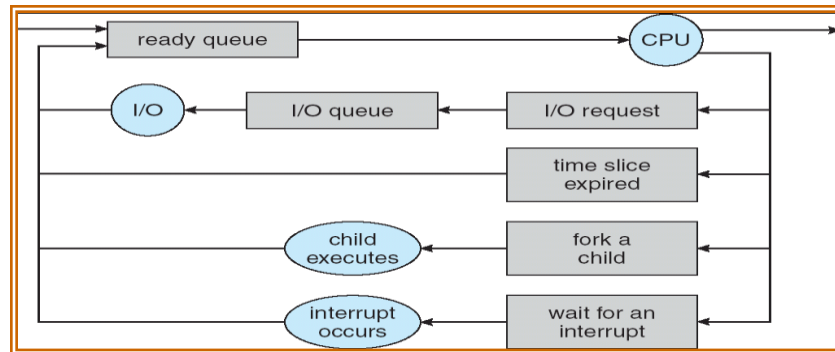 ready queue
CPU
I/O
I/O queue
I/O request
time slice
expired
child
executes
fork a
child
interrupt
occurs
wait for an
interrupt